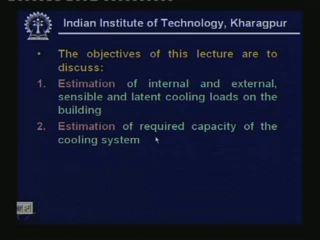 Indian Institute of Technology, Kharagpur
• The objectives of this lecture are to
discuss:
1. Estimation of internal and external,
sensible and latent cooling loads on the
building
2. Estimation of required capacity of the
cooling system